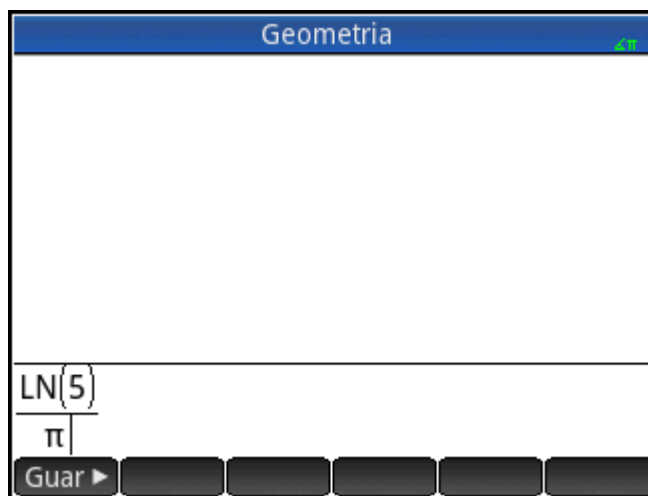 Geometria
∡π
LN(5)
π
Guar ►